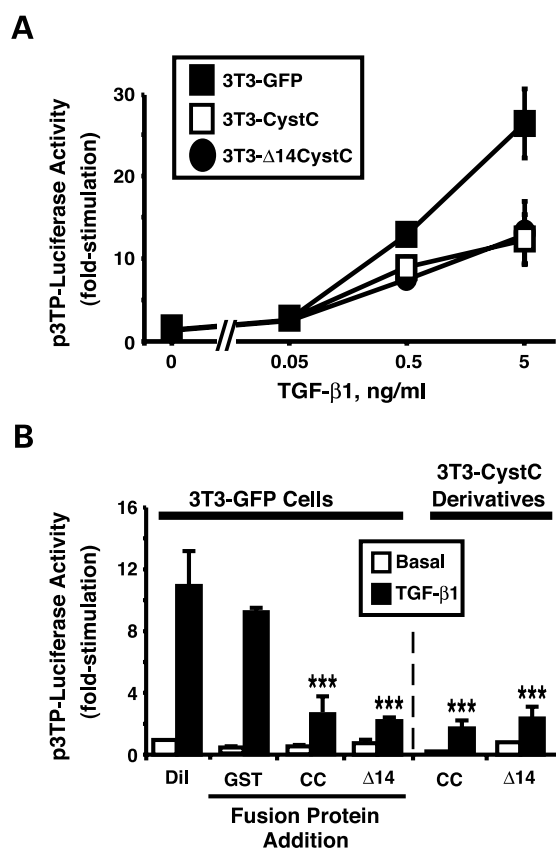 A
3T3-GFP
3T3-CystC
3T3-Δ14CystC
p3TP-Luciferase Activity
(fold-stimulation)
30
20
10
0
0
0.05
0.5
5
TGF-β1, ng/ml
B
3T3-GFP Cells
3T3-CystC
Derivatives
p3TP-Luciferase Activity
(fold-stimulation)
16
12
8
4
0
Basal
TGF-β1
***
***
***
***
Dil
GST
CC
Δ14
CC
Δ14
Fusion Protein
Addition